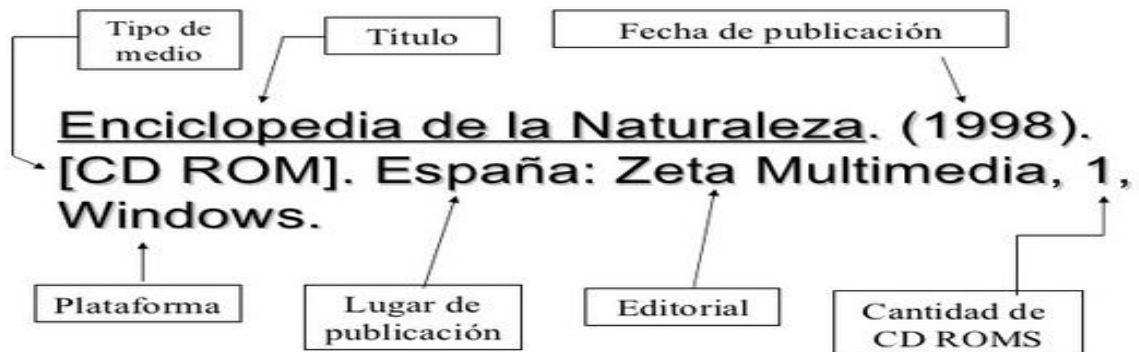 Tipo de
medio
Título
Fecha de publicación
Enciclopedia de la Naturaleza. (1998).
[CD ROM]. España: Zeta Multimedia, 1,
Windows.
Plataforma
Lugar de
publicación
Editorial
Cantidad de
CD ROMS